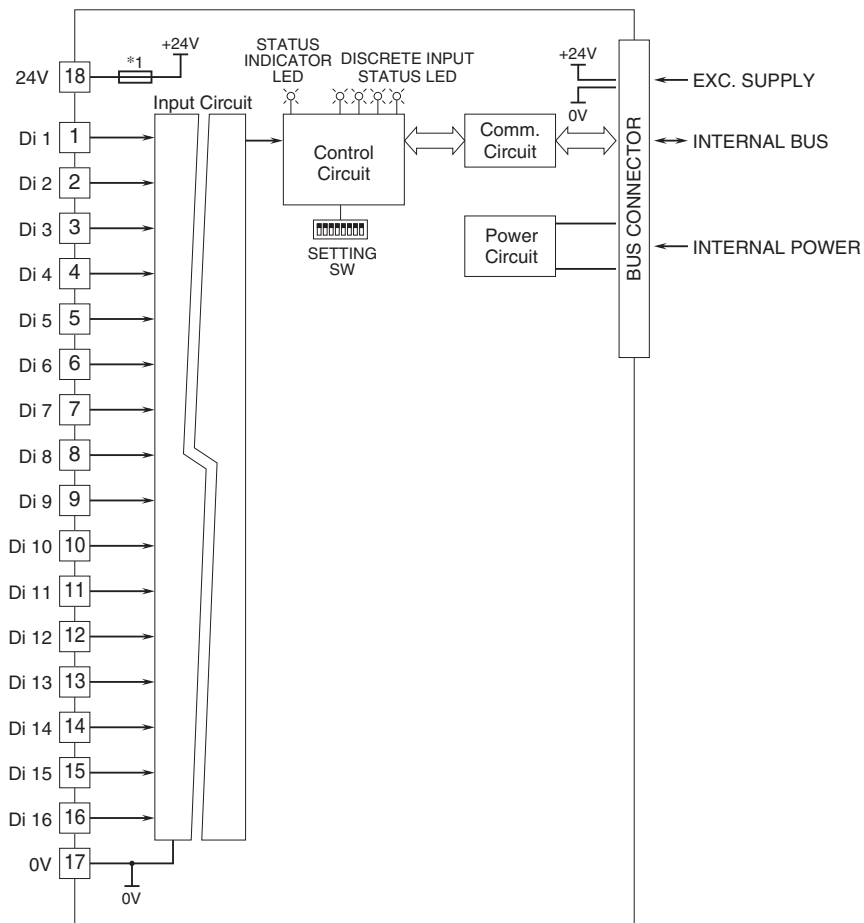 24V 18 *1 +24V
STATUS
INDICATOR
LED
DISCRETE INPUT
STATUS LED
+24V
0V
EXC. SUPPLY
Input Circuit
Di 1 1
Control
Circuit
Comm.
Circuit
INTERNAL BUS
Di 2 2
Di 3 3
SETTING
SW
Power
Circuit
INTERNAL POWER
BUS CONNECTOR
Di 4 4
Di 5 5
Di 6 6
Di 7 7
Di 8 8
Di 9 9
Di 10 10
Di 11 11
Di 12 12
Di 13 13
Di 14 14
Di 15 15
Di 16 16
0V 17
0V